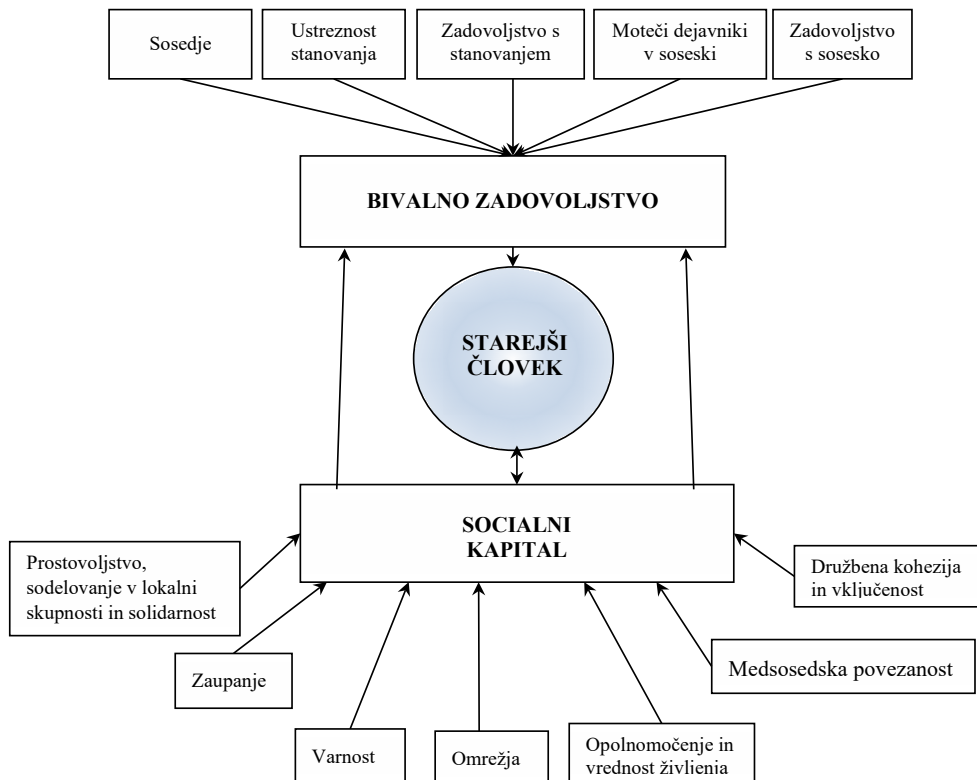 Sosedje
Ustreznost
stanovanja
Zadovoljstvo s
stanovanjem
Moteči dejavniki
v soseski
Zadovoljstvo
s sosesko
BIVALNO ZADOVOLJSTVO
STAREJŠI
ČLOVEK
SOCIALNI
KAPITAL
Prostovoljstvo,
sodelovanje v lokalni
skupnosti in solidarnost
Družbena kohezija
in vključenost
Zaupanje
Medsosedska povezanost
Varnost
Omrežja
Opolnomočenje in
vrednost življenia